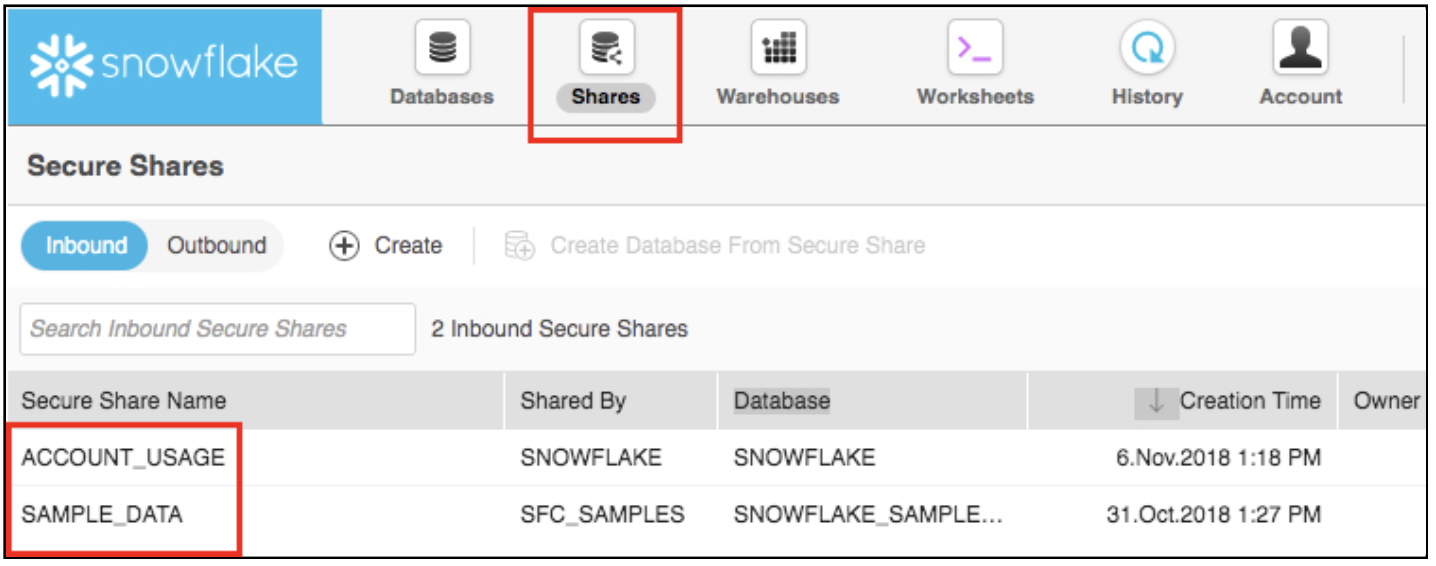 snowflake
Databases Shares Warehouses Worksheets History Account
Secure Shares
Inbound Outbound Create Create Database From Secure Share
Search Inbound Secure Shares 2 Inbound Secure Shares
Secure Share Name Shared By Database ↓ Creation Time Owner
ACCOUNT_USAGE SNOWFLAKE SNOWFLAKE 6.Nov.2018 1:18 PM
SAMPLE_DATA SFC_SAMPLES SNOWFLAKE_SAMPLE... 31.Oct.2018 1:27 PM